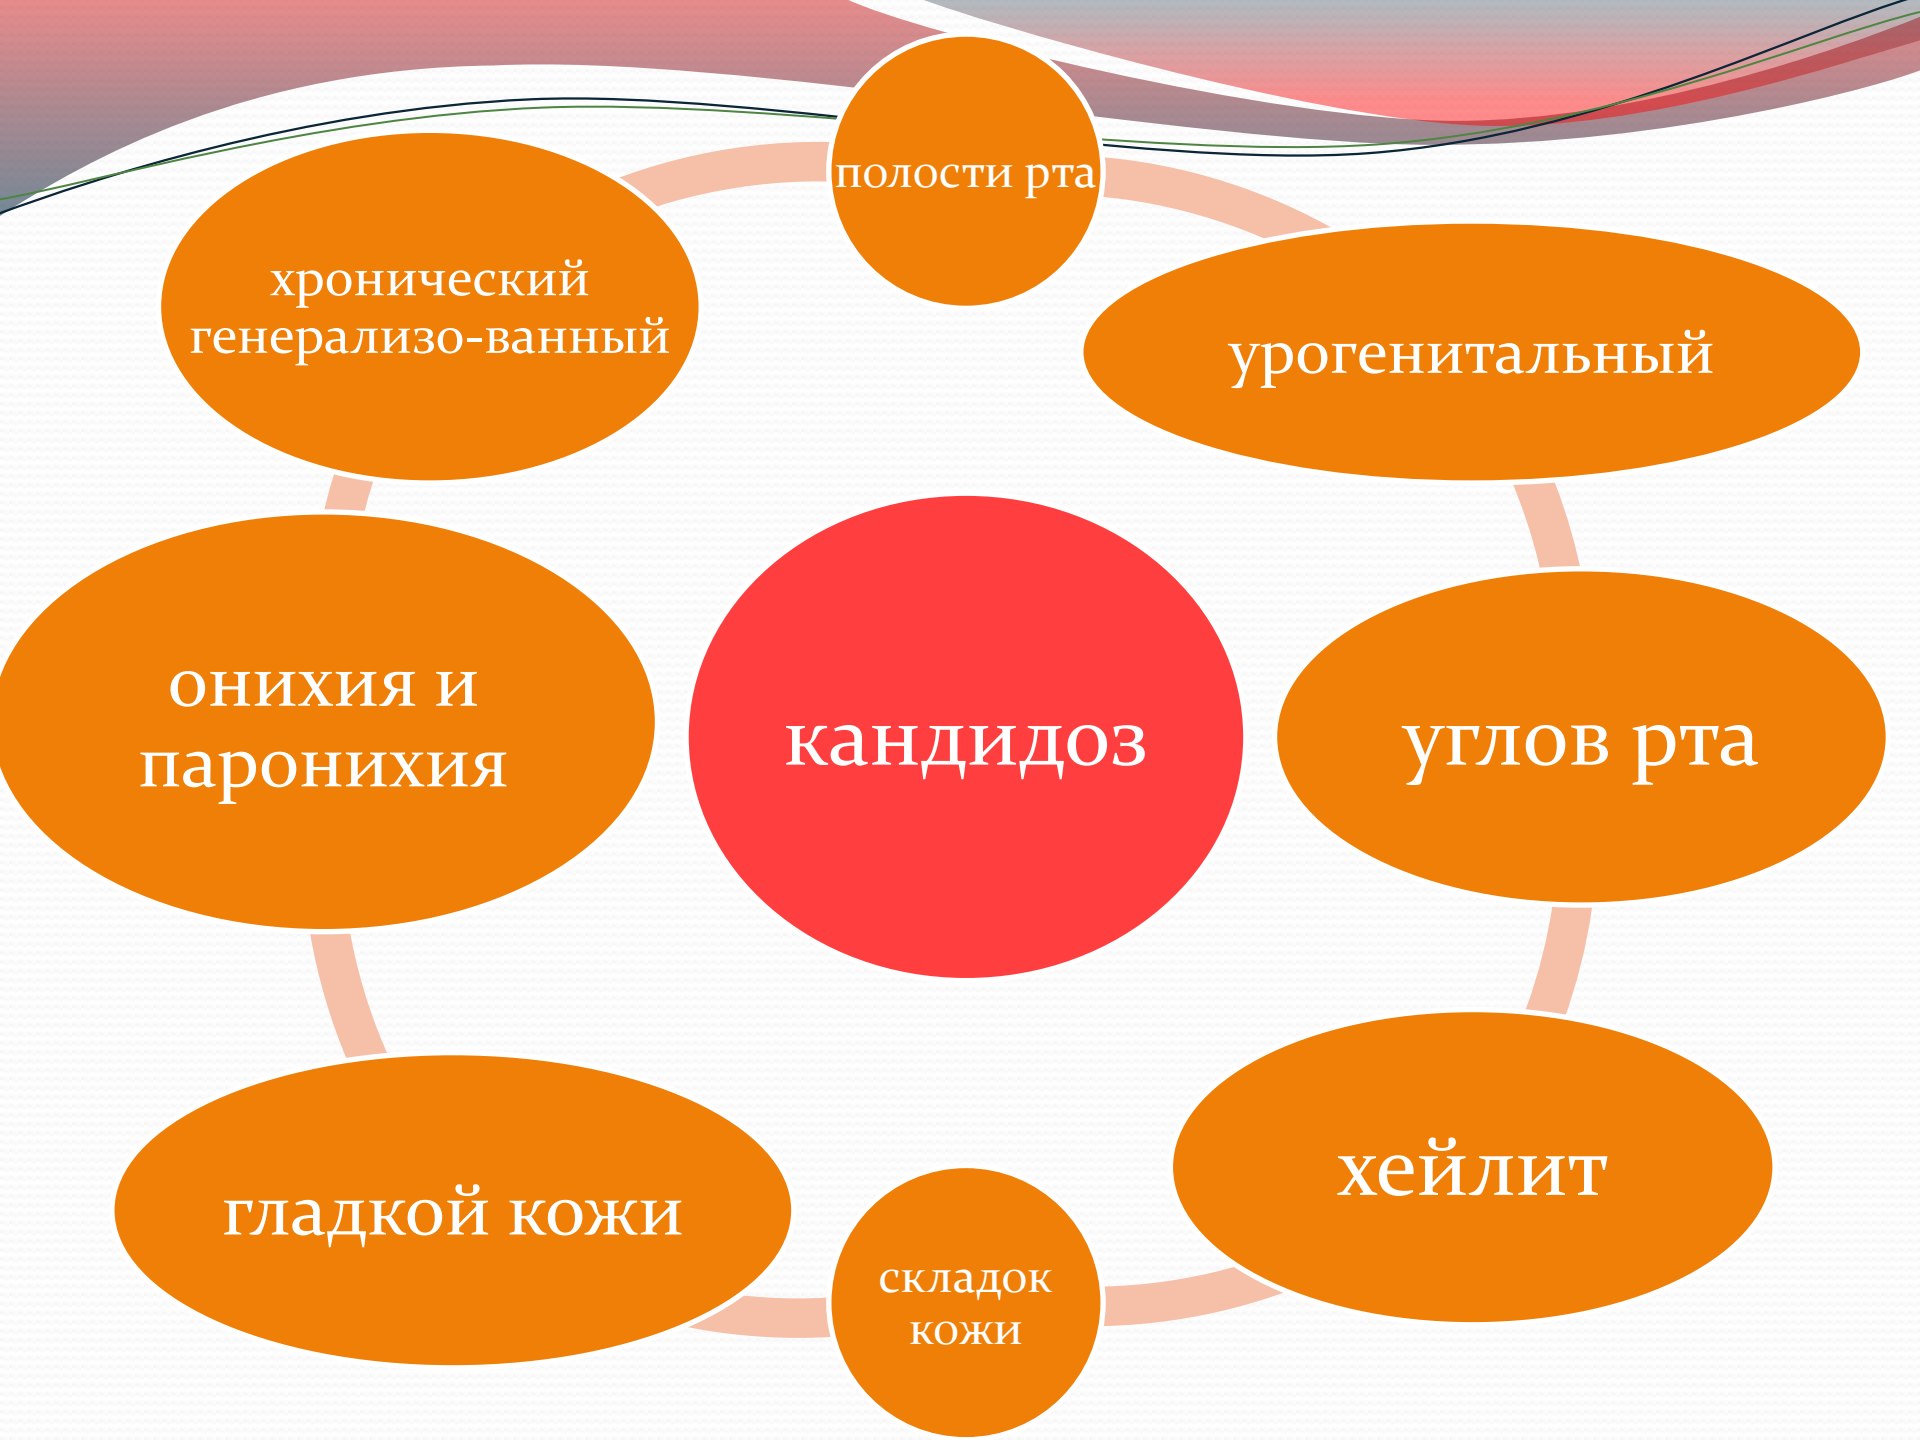 полости рта
хронический
генерализо-ванный
урогенитальный
онихия и
паронихия
кандидоз
углов рта
хейлит
гладкой кожи
складок
кожи